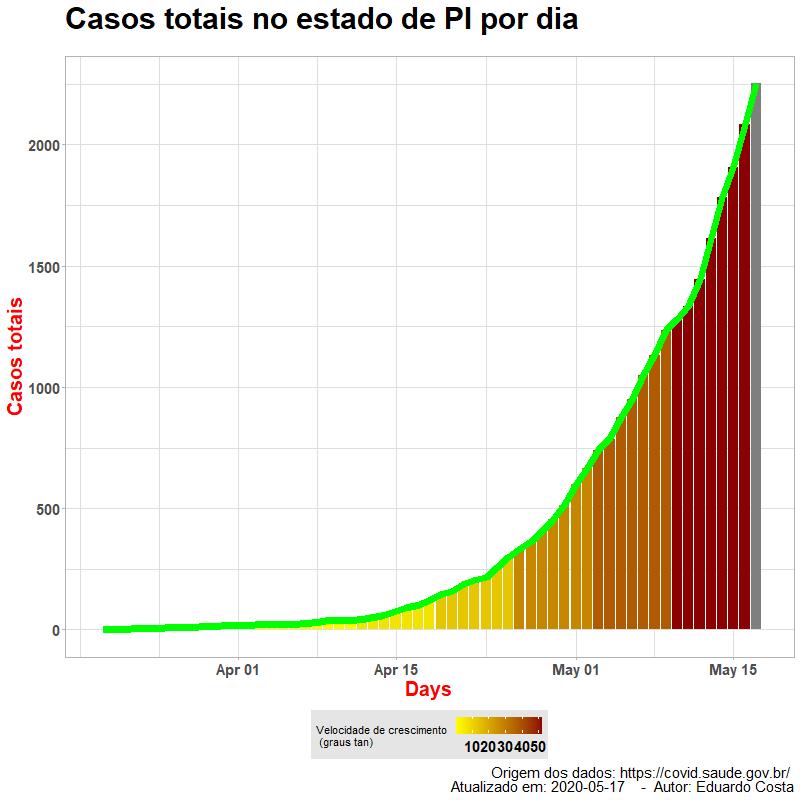 Casos totais no estado de PI por dia
Casos totais
2000
1500
1000
500
0
Apr 01 Apr 15 May 01 May 15
Days
Velocidade de crescimento
(graus tan)
1020304050
Origem dos dados: https://covid.saude.gov.br/
Atualizado em: 2020-05-17 - Autor: Eduardo Costa